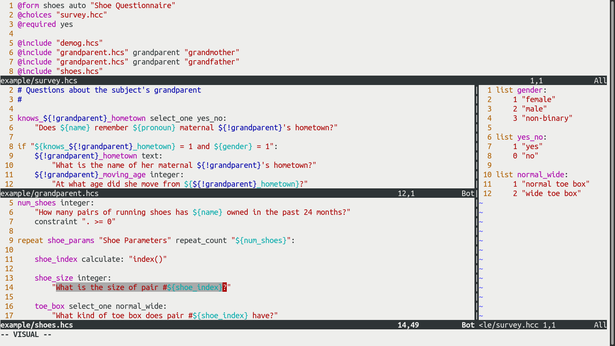 1 @form shoes auto "Shoe Questionnaire"
2 @choices "survey.hcc"
3 @required yes
4
5 @include "demog.hcs"
6 @include "grandparent.hcs" grandparent "grandmother"
7 @include "grandparent.hcs" grandparent "grandfather"
8 @include "shoes.hcs"
example/survey.hcs 1,1 All
2 # Questions about the subject's grandparent
3 #
4
5 knows_${!grandparent}_hometown select_one yes_no:
6 "Does ${name} remember ${pronoun} maternal ${!grandparent}'s hometown?"
7
8 if "${knows_${!grandparent}_hometown} = 1 and ${gender} = 1":
9 ${!grandparent}_hometown text:
10 "What is the name of her maternal ${!grandparent}'s hometown?"
11 ${!grandparent}_moving_age integer:
12 "At what age did she move from ${${!grandparent}_hometown}?"
example/grandparent.hcs 12,1 Bot
5 num_shoes integer:
6 "How many pairs of running shoes has ${name} owned in the past 24 months?"
7 constraint ". >= 0"
8
9 repeat shoe_params "Shoe Parameters" repeat_count "${num_shoes}":
10
11 shoe_index calculate: "index()"
12
13 shoe_size integer:
14 "What is the size of pair #${shoe_index}?"
15
16 toe_box select_one normal_wide:
17 "What kind of toe box does pair #${shoe_index} have?"
example/shoes.hcs 14,49 Bot
-- VISUAL --
1 list gender:
2 1 "female"
3 2 "male"
4 3 "non-binary"
5
6 list yes_no:
7 1 "yes"
8 0 "no"
9
10 list normal_wide:
11 1 "normal toe box"
12 2 "wide toe box"
~
~
~
~
~
~
~
~
~
~
<le/survey.hcc 1,1 All